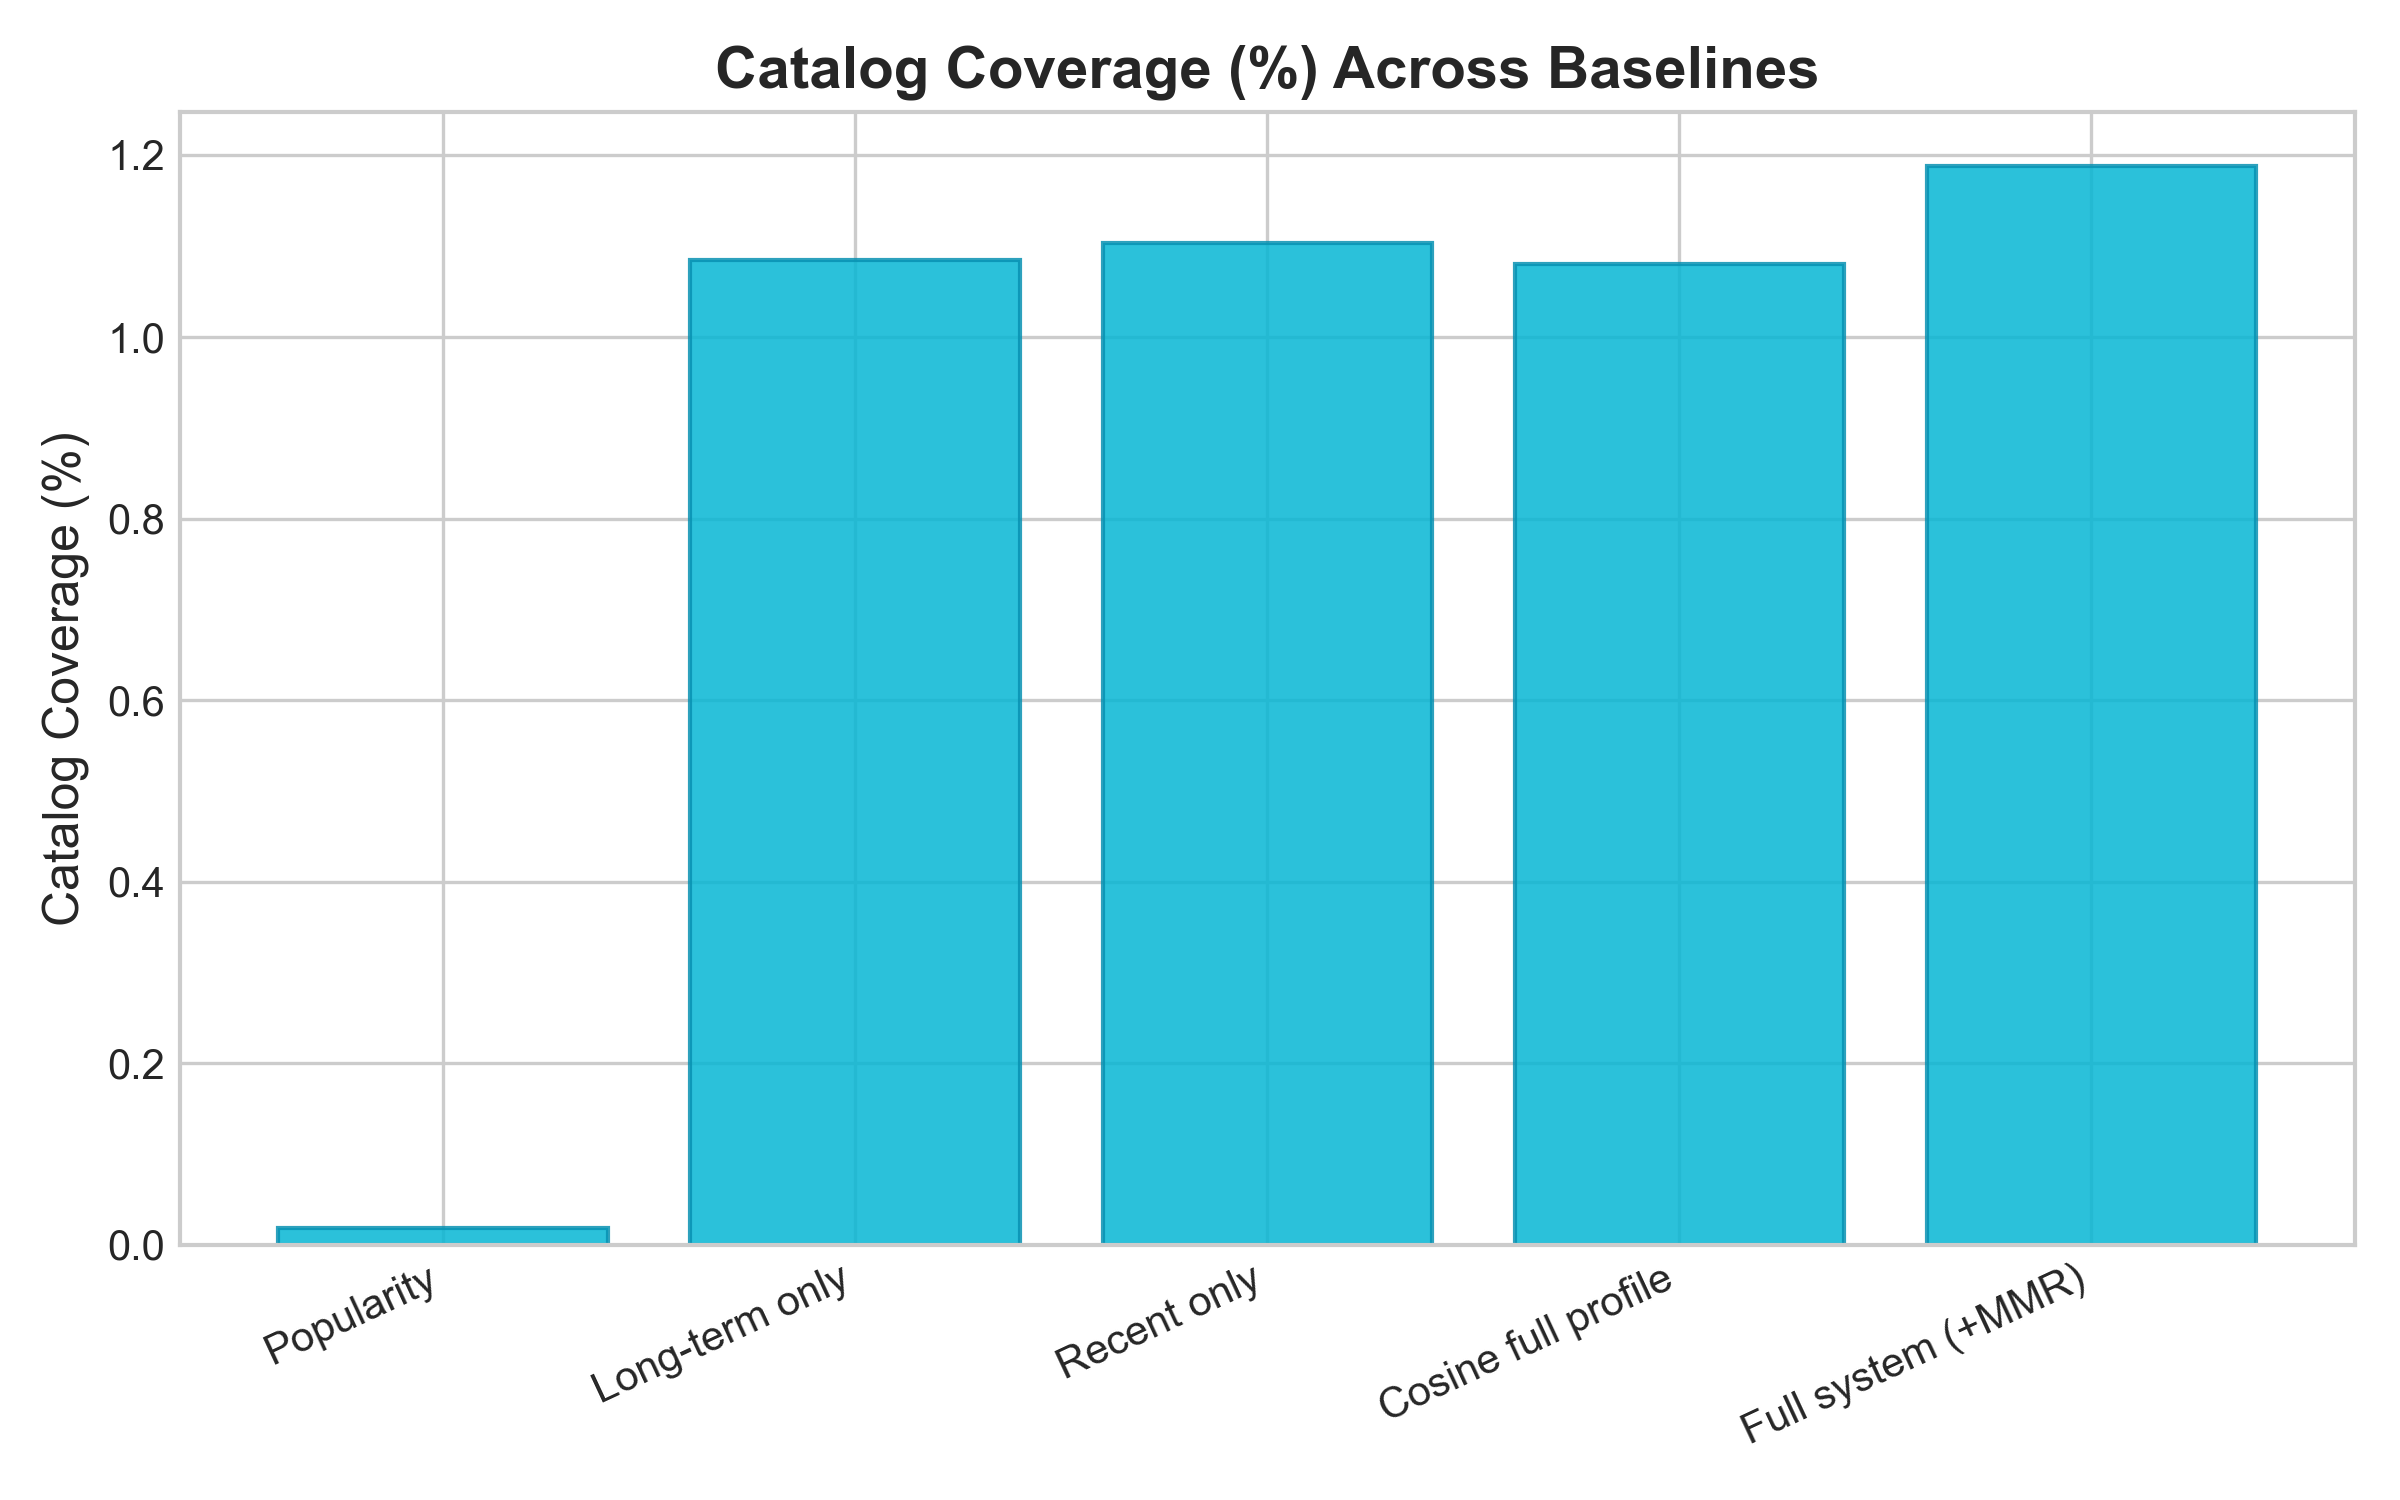 Catalog Coverage (%) Across Baselines
Catalog Coverage (%)
1.2
1.0
0.8
0.6
0.4
0.2
0.0
Popularity
Long-term only
Recent only
Cosine full profile
Full system (+MMR)